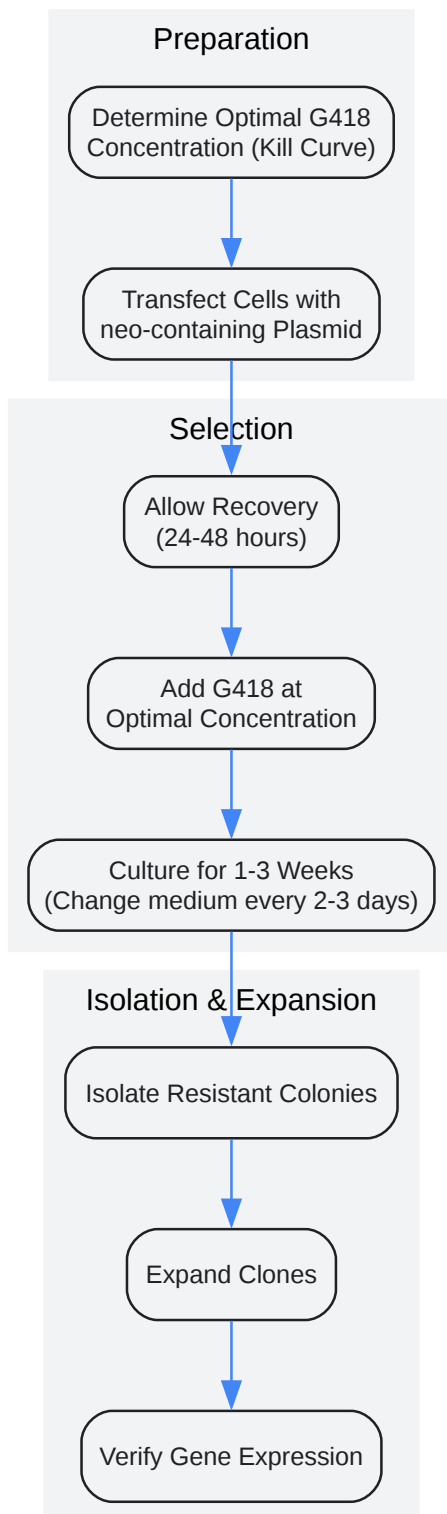 Preparation
Determine Optimal G418
Concentration (Kill Curve)
Transfect Cells with
neo-containing Plasmid
Selection
Allow Recovery
(24-48 hours)
Add G418 at
Optimal Concentration
Culture for 1-3 Weeks
(Change medium every 2-3 days)
Isolation & Expansion
Isolate Resistant Colonies
Expand Clones
Verify Gene Expression